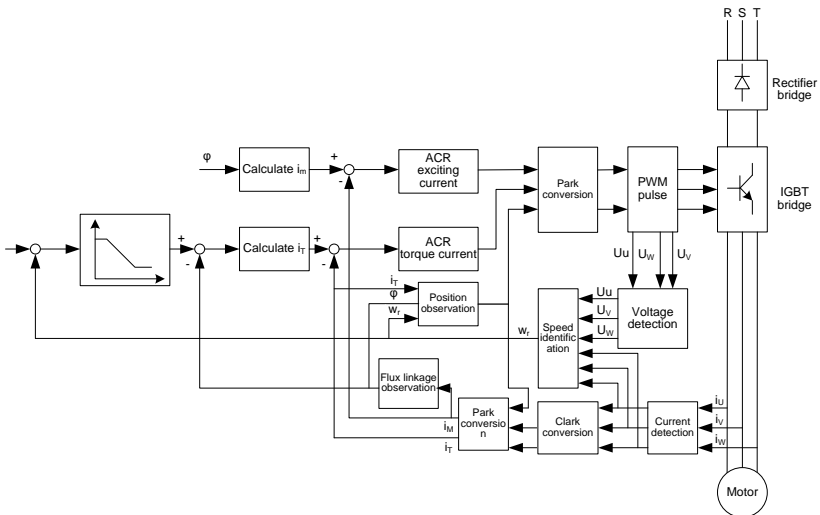 R S T
Rectifier
bridge
φ
Calculate im
+
-
ACR
exciting
current
Park
conversion
PWM
pulse
IGBT
bridge
+
-
Calculate iT
+
-
ACR
torque current
Uu
UW
UV
iT
φ
wr
Position
observation
wr
Speed
identific
ation
Uu
UV
UW
Voltage
detection
Flux linkage
observation
iM
iT
Park
conversio
n
Clark
conversion
Current
detection
iU
iV
iW
Motor